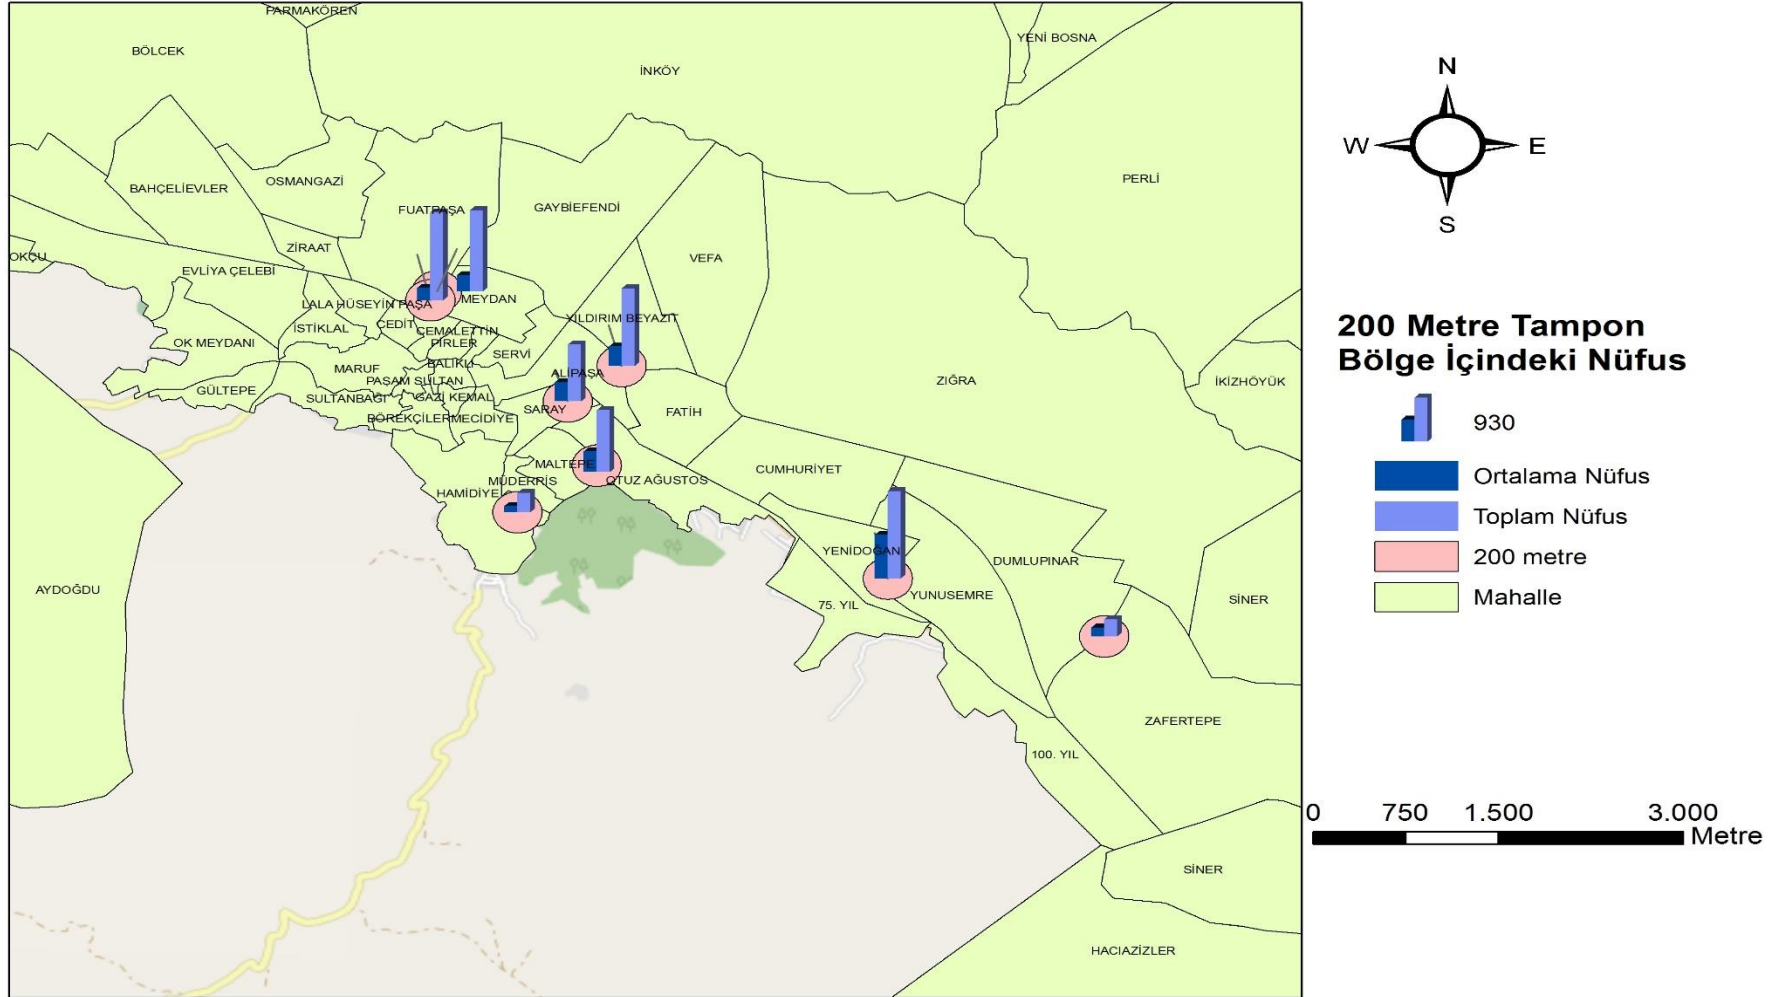 PARMAKÖREN
BÖLCEK
YENİ BOSNA
İNKÖY
PERLİ
OSMANGAZİ
BAHÇELİEVLER
FUATPAŞA
GAYBİEFENDİ
ZİRAAT
VEFA
OKÇU
EVLİYA ÇELEBİ
LALA HÜSEYİN PAŞA
MEYDAN
YILDIRIM BEYAZIT
İSTİKLAL
CEDİT
CEMALETTİN
PİRLER
OK MEYDANI
SERVİ
BALIKLI
MARUF
ALİPAŞA
PAŞAM SULTAN
ZIĞRA
İKİZHÖYÜK
GÜLTEPE
SULTANBAĞI
GAZİ KEMAL
SARAY
FATİH
BÖREKÇİLER
MECİDİYE
MALTEPE
CUMHURİYET
MÜDERRİS
OTUZ AĞUSTOS
HAMİDİYE
YENİDOĞAN
DUMLUPINAR
AYDOĞDU
YUNUSEMRE
SİNER
75. YIL
ZAFERTEPE
100. YIL
SİNER
HACIAZİZLER
N
W
E
S
200 Metre Tampon
Bölge İçindeki Nüfus
930
Ortalama Nüfus
Toplam Nüfus
200 metre
Mahalle
0 750 1.500 3.000
Metre